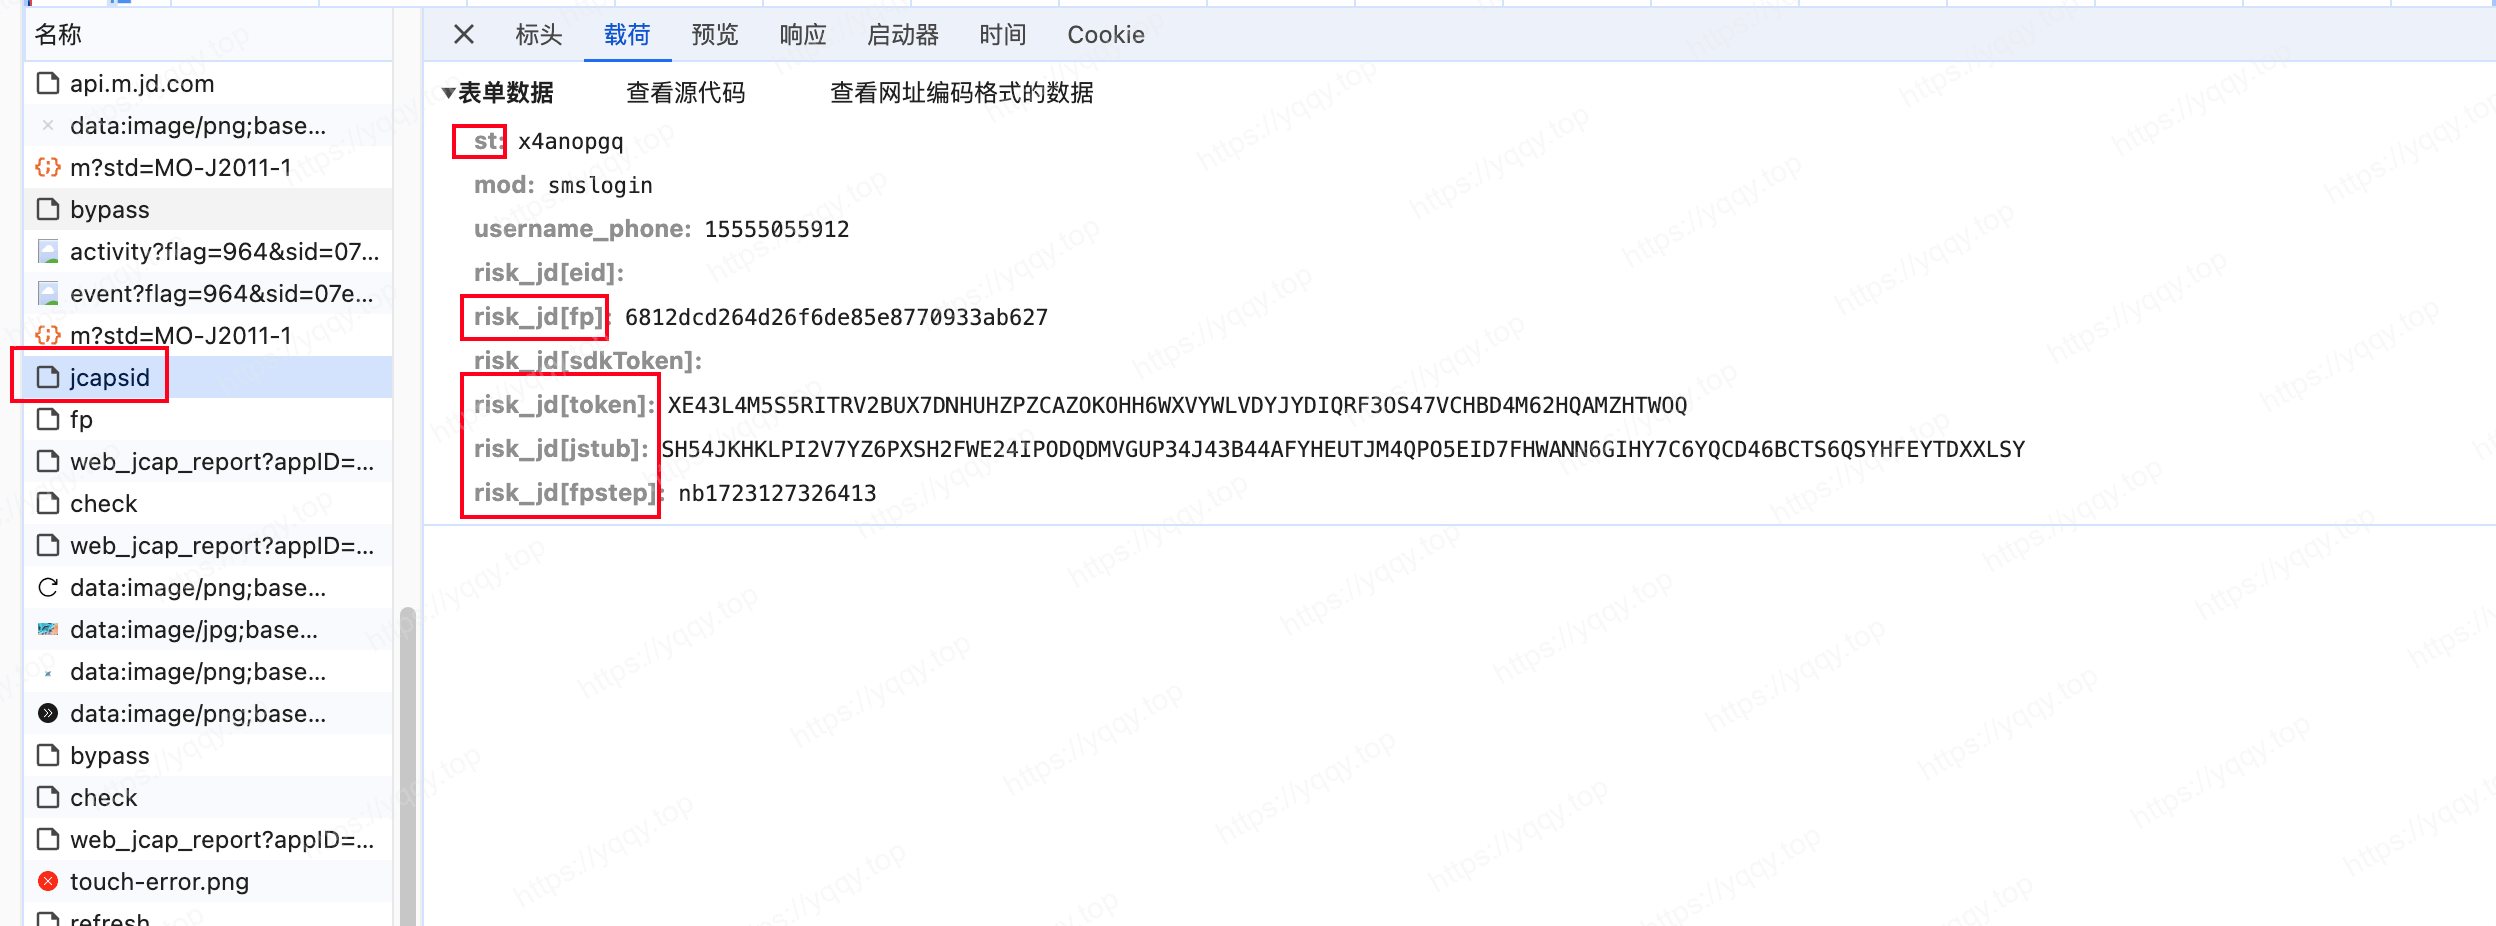 名称
api.m.jd.com
data:image/png;base...
m?std=MO-J2011-1
bypass
activity?flag=964&sid=07...
event?flag=964&sid=07e...
m?std=MO-J2011-1
jcapsid
fp
web_jcap_report?appID=...
check
web_jcap_report?appID=...
data:image/png;base...
data:image/jpg;base...
data:image/png;base...
data:image/png;base...
bypass
check
web_jcap_report?appID=...
touch-error.png
refresh
标头 载荷 预览 响应 启动器 时间 Cookie
表单数据 查看源代码 查看网址编码格式的数据
st: x4anopgq
mod: smslogin
username_phone: 15555055912
risk_jd[eid]:
risk_jd[fp]: 6812dcd264d26f6de85e8770933ab627
risk_jd[sdkToken]:
risk_jd[token]: XE43L4M5S5RITRV2BUX7DNHUHZPZCAZOKOHH6WXVYWLVDYJYDIQRF3OS47VCHBD4M62HQAMZHTWOQ
risk_jd[jstub]: SH54JKHKLPI2V7YZ6PXSH2FWE24IPODQDMVGUP34J43B44AFYHEUTJM4QPO5EID7FHWANN6GIHY7C6YQCD46BCTS6QSYHFEYTDXXLSY
risk_jd[fpstep]: nb1723127326413
https://yqqy.top